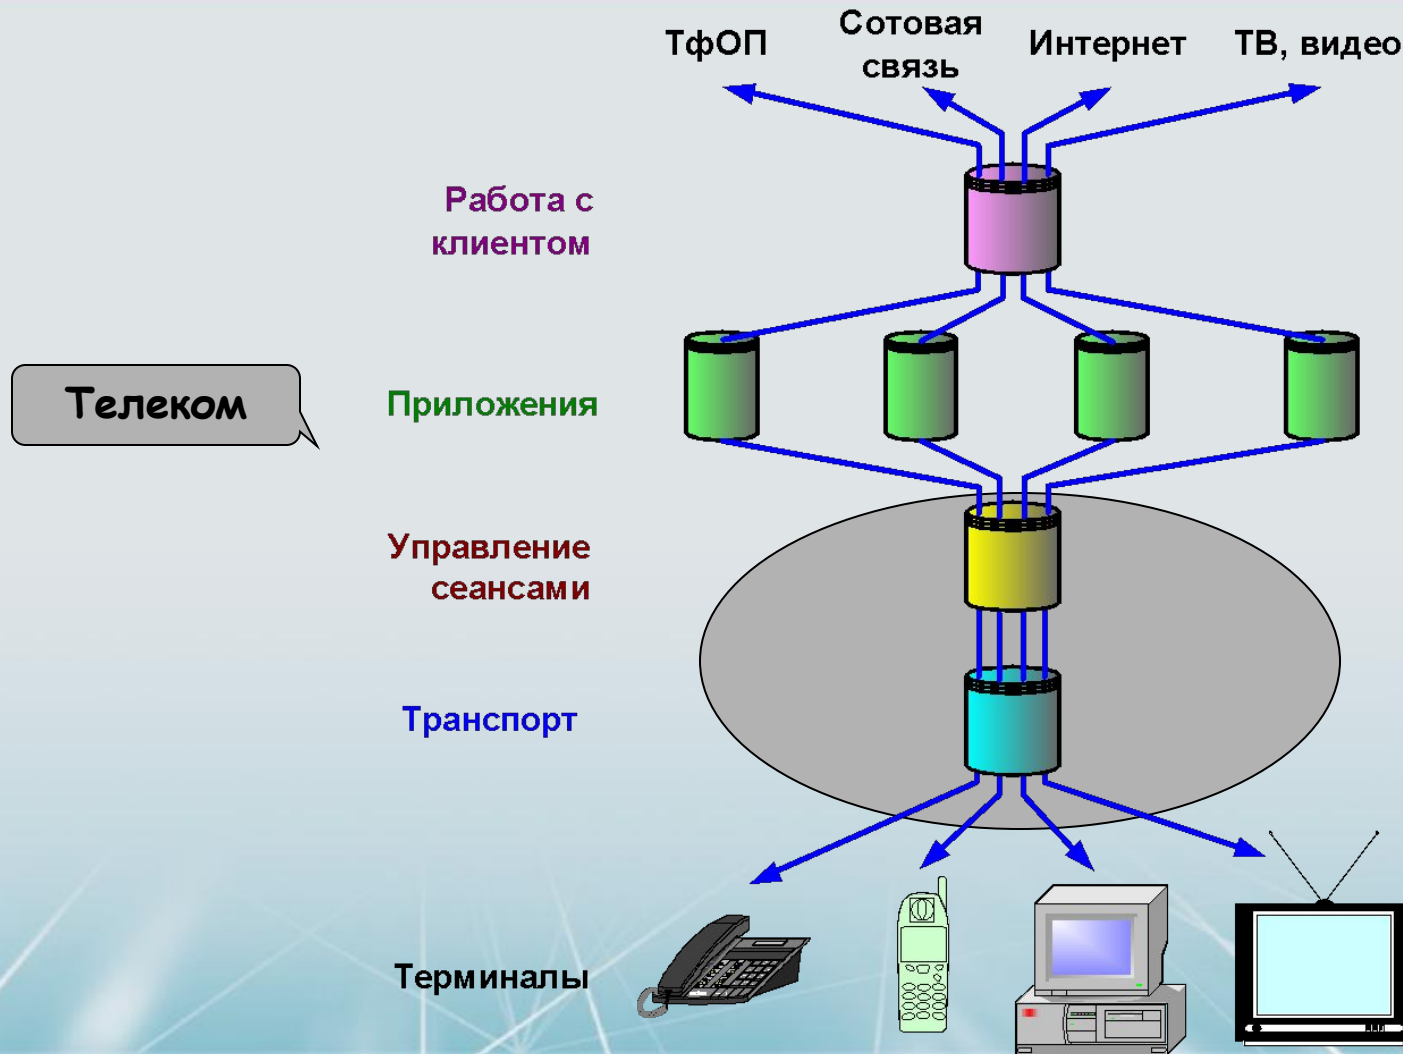 ТфОП
Сотовая
связь
Интернет
ТВ, видео
Работа с
клиентом
Телеком
Приложения
Управление
сеансами
Транспорт
Терминалы